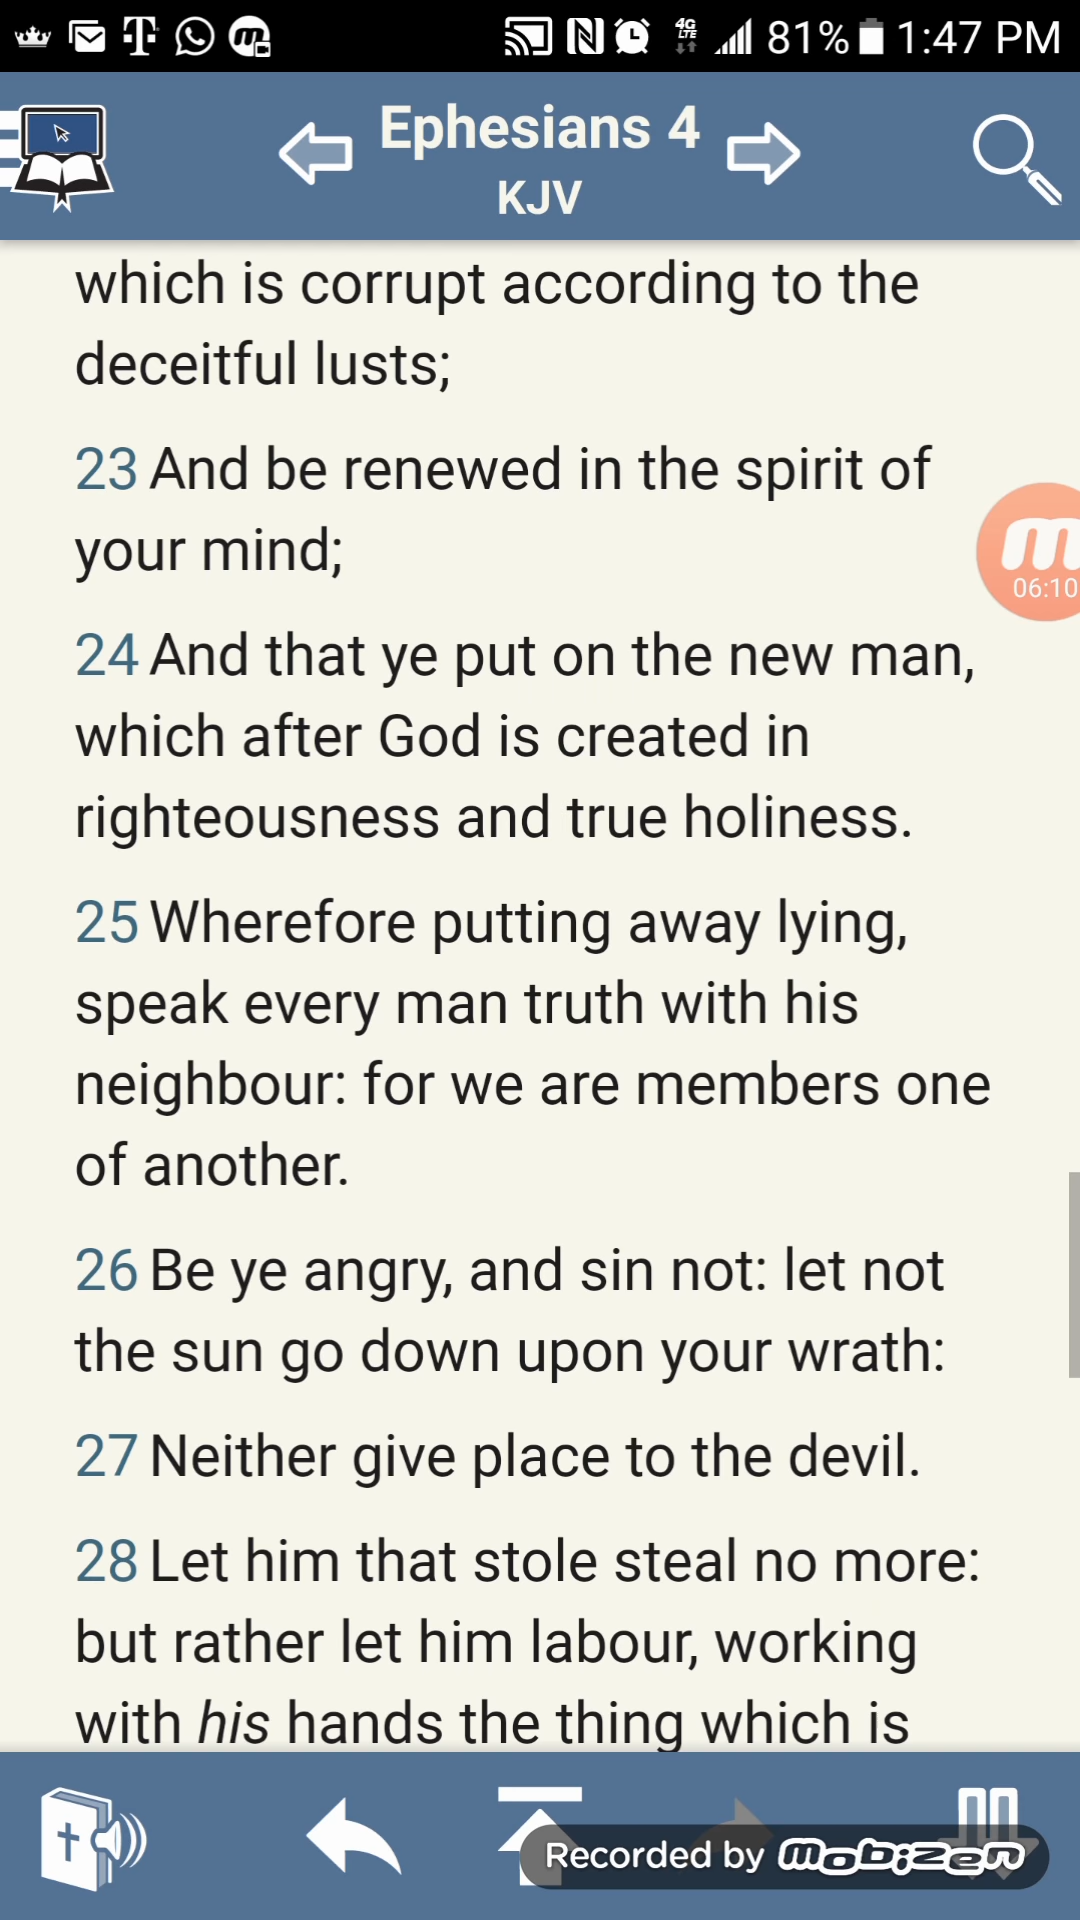 4G
LTE
81%
1:47 PM
Ephesians 4
KJV
which is corrupt according to the
deceitful lusts;
23 And be renewed in the spirit of
your mind;
06:10
24 And that ye put on the new man,
which after God is created in
righteousness and true holiness.
25 Wherefore putting away lying,
speak every man truth with his
neighbour: for we are members one
of another.
26 Be ye angry, and sin not: let not
the sun go down upon your wrath:
27 Neither give place to the devil.
28 Let him that stole steal no more:
but rather let him labour, working
with his hands the thing which is
Recorded by mobizen